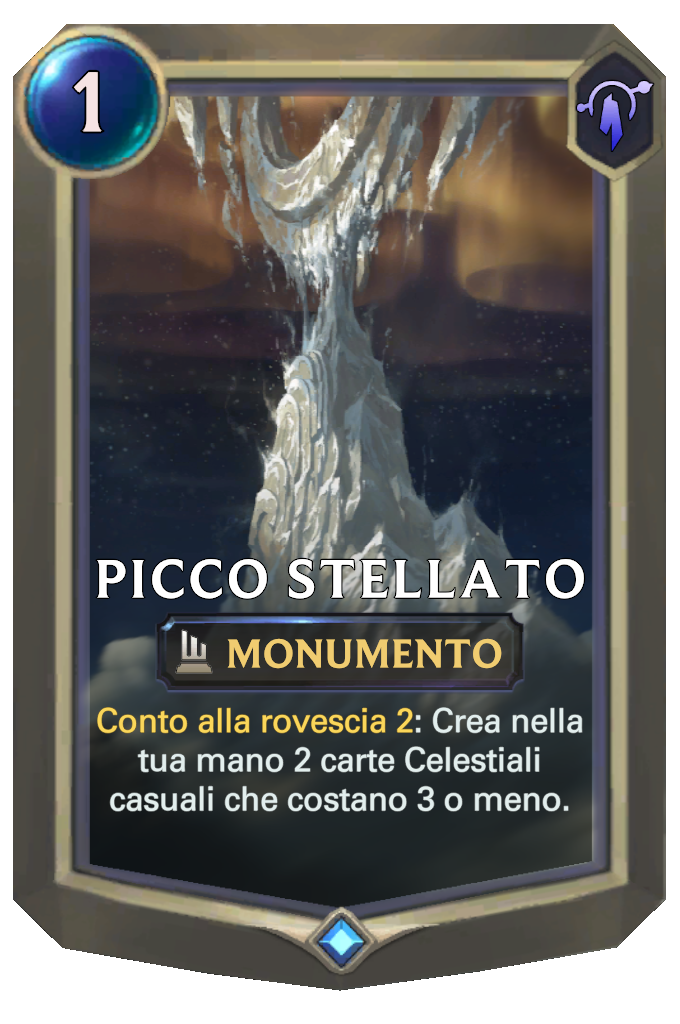 1
PICCO STELLATO
MONUMENTO
Conto alla rovescia 2: Crea nella
tua mano 2 carte Celestiali
casuali che costano 3 o meno.